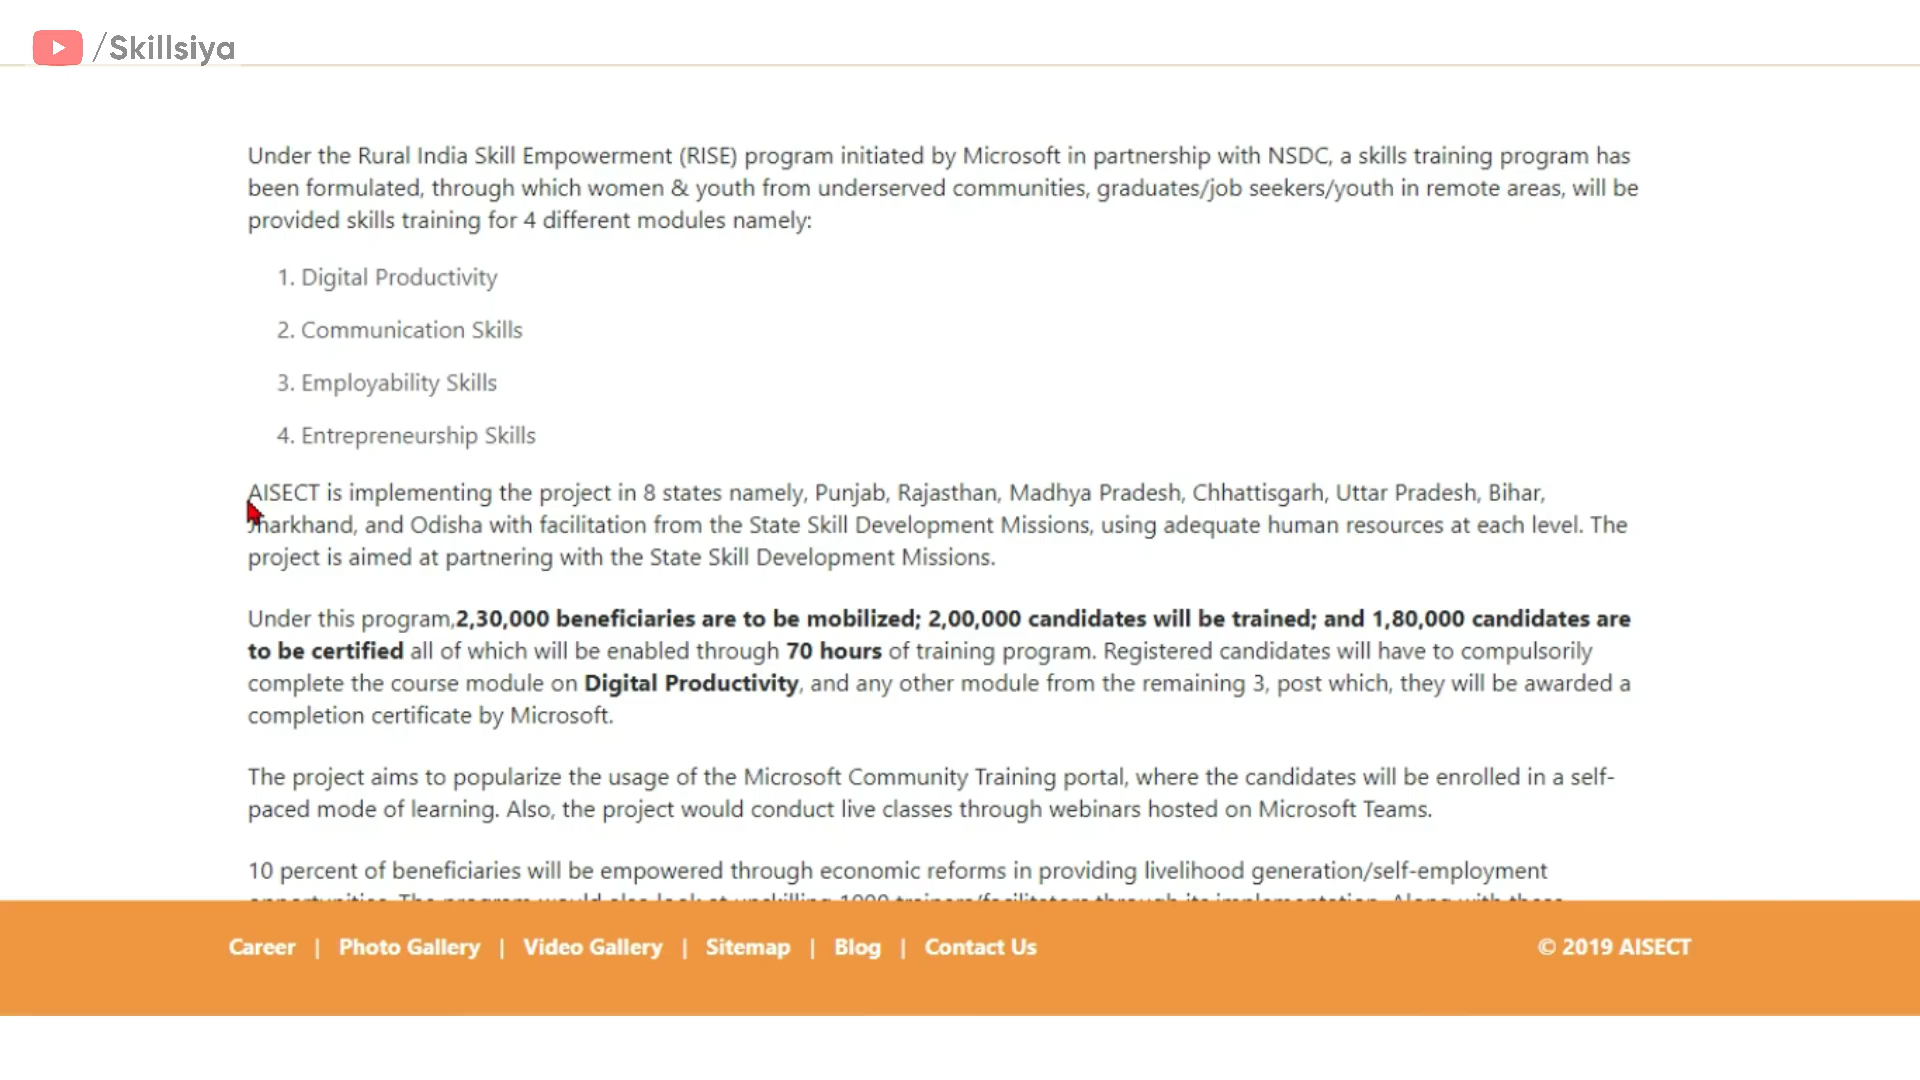 /Skillsiya
Under the Rural India Skill Empowerment (RISE) program initiated by Microsoft in partnership with NSDC, a skills training program has
been formulated, through which women & youth from underserved communities, graduates/job seekers/youth in remote areas, will be
provided skills training for 4 different modules namely:
1. Digital Productivity
2. Communication Skills
3. Employability Skills
4. Entrepreneurship Skills
AISECT is implementing the project in 8 states namely, Punjab, Rajasthan, Madhya Pradesh, Chhattisgarh, Uttar Pradesh, Bihar,
Jharkhand, and Odisha with facilitation from the State Skill Development Missions, using adequate human resources at each level. The
project is aimed at partnering with the State Skill Development Missions.
Under this program,2,30,000 beneficiaries are to be mobilized; 2,00,000 candidates will be trained; and 1,80,000 candidates are
to be certified all of which will be enabled through 70 hours of training program. Registered candidates will have to compulsorily
complete the course module on Digital Productivity, and any other module from the remaining 3, post which, they will be awarded a
completion certificate by Microsoft.
The project aims to popularize the usage of the Microsoft Community Training portal, where the candidates will be enrolled in a self-
paced mode of learning. Also, the project would conduct live classes through webinars hosted on Microsoft Teams.
10 percent of beneficiaries will be empowered through economic reforms in providing livelihood generation/self-employment
Career | Photo Gallery | Video Gallery | Sitemap | Blog | Contact Us © 2019 AISECT